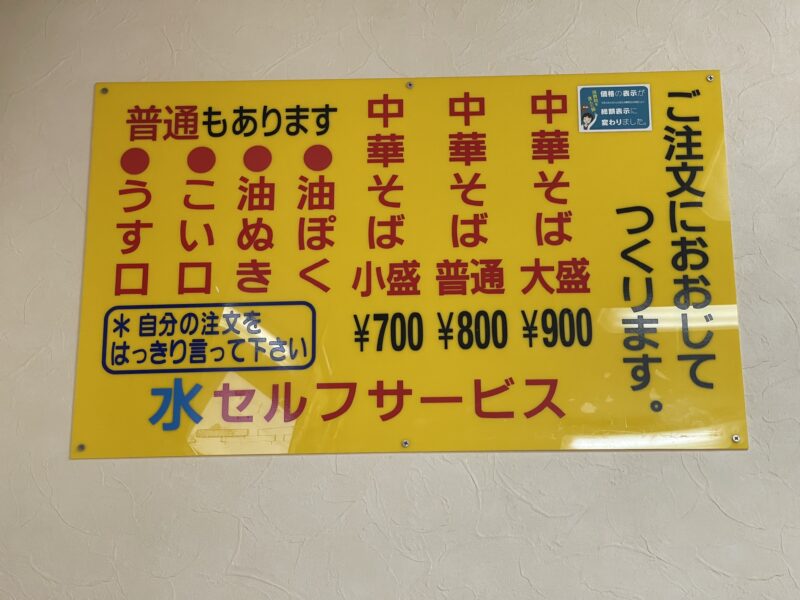 ご注文におおじて
つくります。
価格の表示が
総額表示に
変わりました。
中華そば大盛
¥900
中華そば普通
¥800
中華そば小盛
¥700
普通もあります
●油ぽく
●油ぬき
●こい口
●うす口
＊自分の注文を
はっきり言って下さい
水セルフサービス